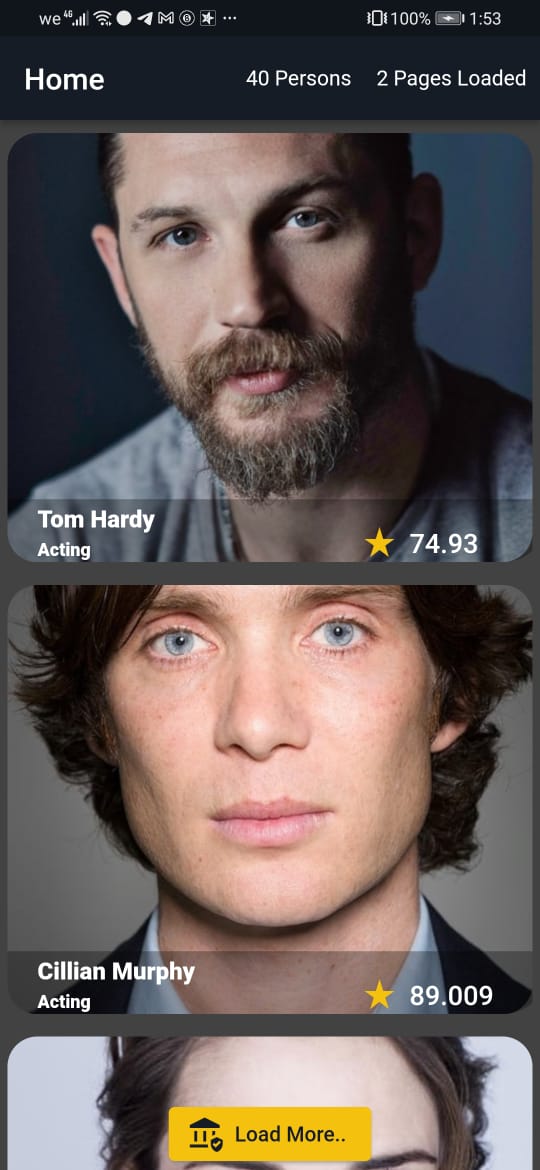 we 4G 100% 1:53
Home 40 Persons 2 Pages Loaded
Tom Hardy
Acting
74.93
Cillian Murphy
Acting
89.009
Load More..